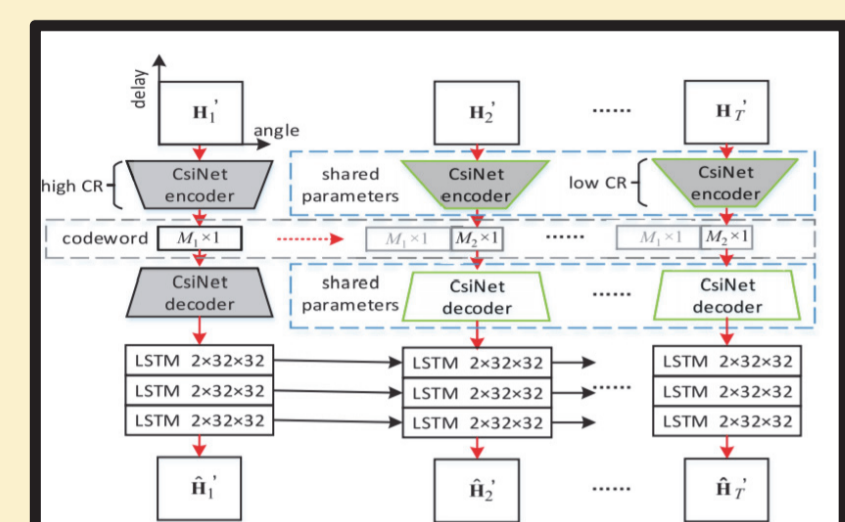 delay
H₁' H₂' ...... H_T'
angle
high CR CsiNet encoder shared parameters CsiNet encoder low CR CsiNet encoder
codeword M₁×1 M₁×1 M₂×1 ...... M₁×1 M₂×1
CsiNet decoder shared parameters CsiNet decoder ...... CsiNet decoder
LSTM 2×32×32 LSTM 2×32×32 LSTM 2×32×32
LSTM 2×32×32 LSTM 2×32×32 ...... LSTM 2×32×32
LSTM 2×32×32 LSTM 2×32×32 LSTM 2×32×32
Ĥ₁' Ĥ₂' ...... Ĥ_T'